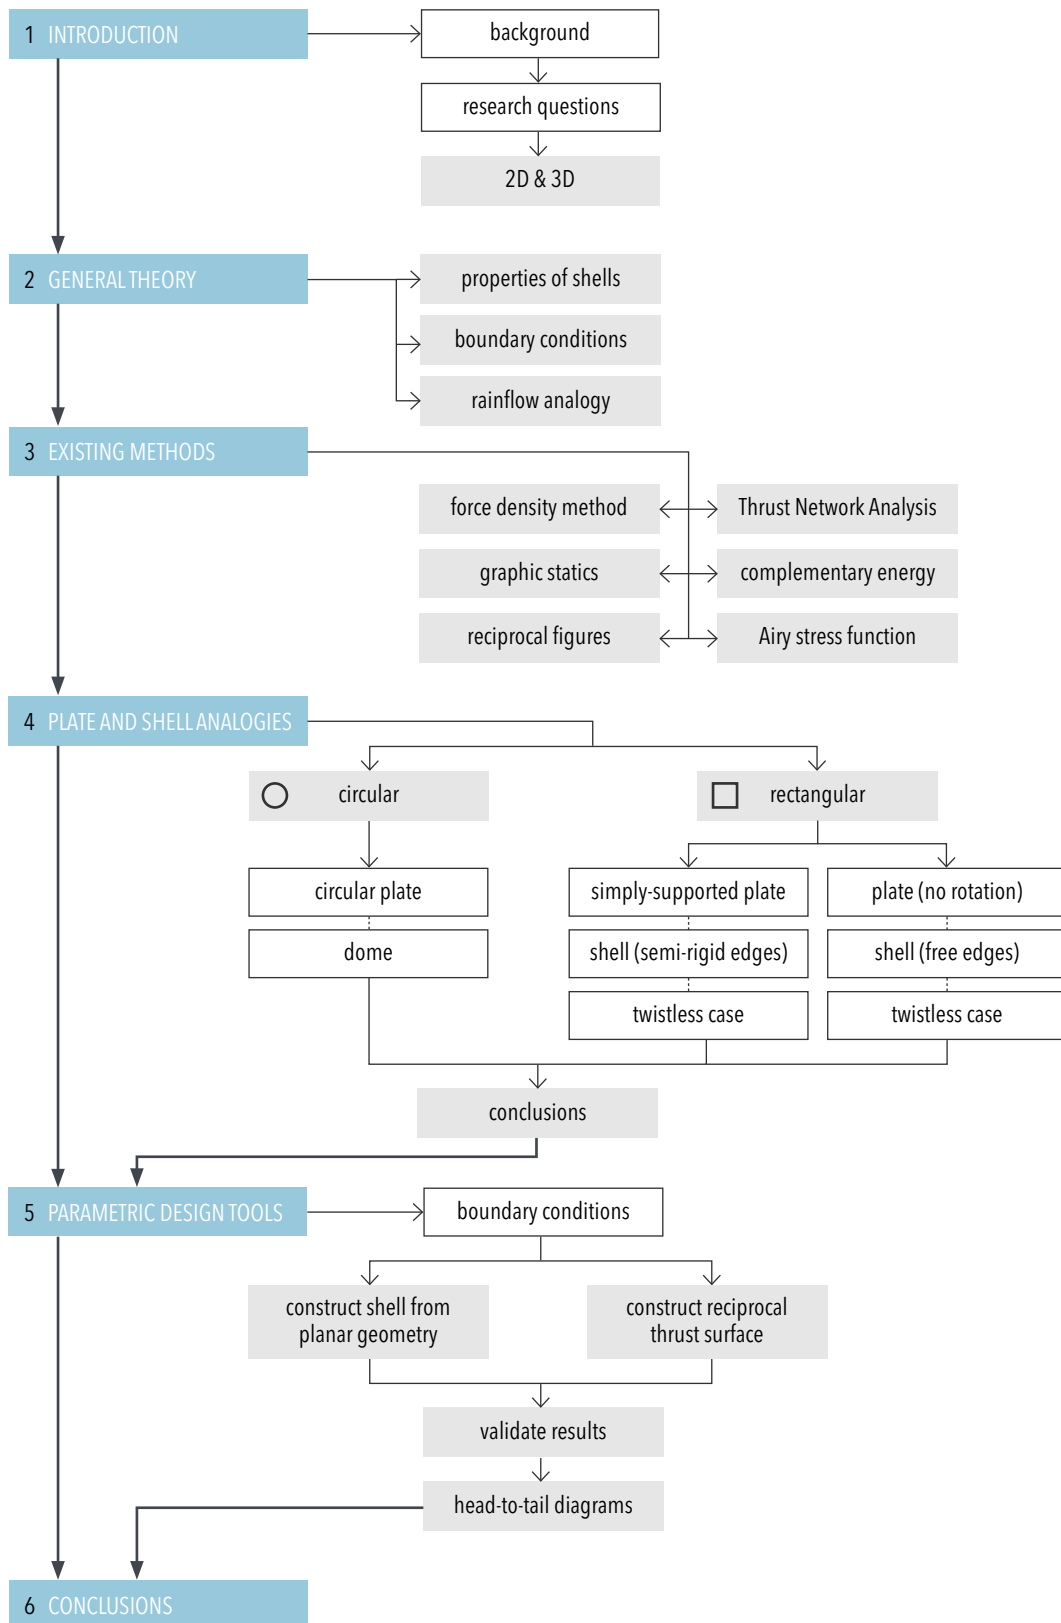 1 INTRODUCTION
background
research questions
2D & 3D
2 GENERAL THEORY
properties of shells
boundary conditions
rainflow analogy
3 EXISTING METHODS
force density method
Thrust Network Analysis
graphic statics
complementary energy
reciprocal figures
Airy stress function
4 PLATE AND SHELL ANALOGIES
circular
rectangular
circular plate
simply-supported plate
plate (no rotation)
dome
shell (semi-rigid edges)
shell (free edges)
twistless case
twistless case
conclusions
5 PARAMETRIC DESIGN TOOLS
boundary conditions
construct shell from
planar geometry
construct reciprocal
thrust surface
validate results
head-to-tail diagrams
6 CONCLUSIONS